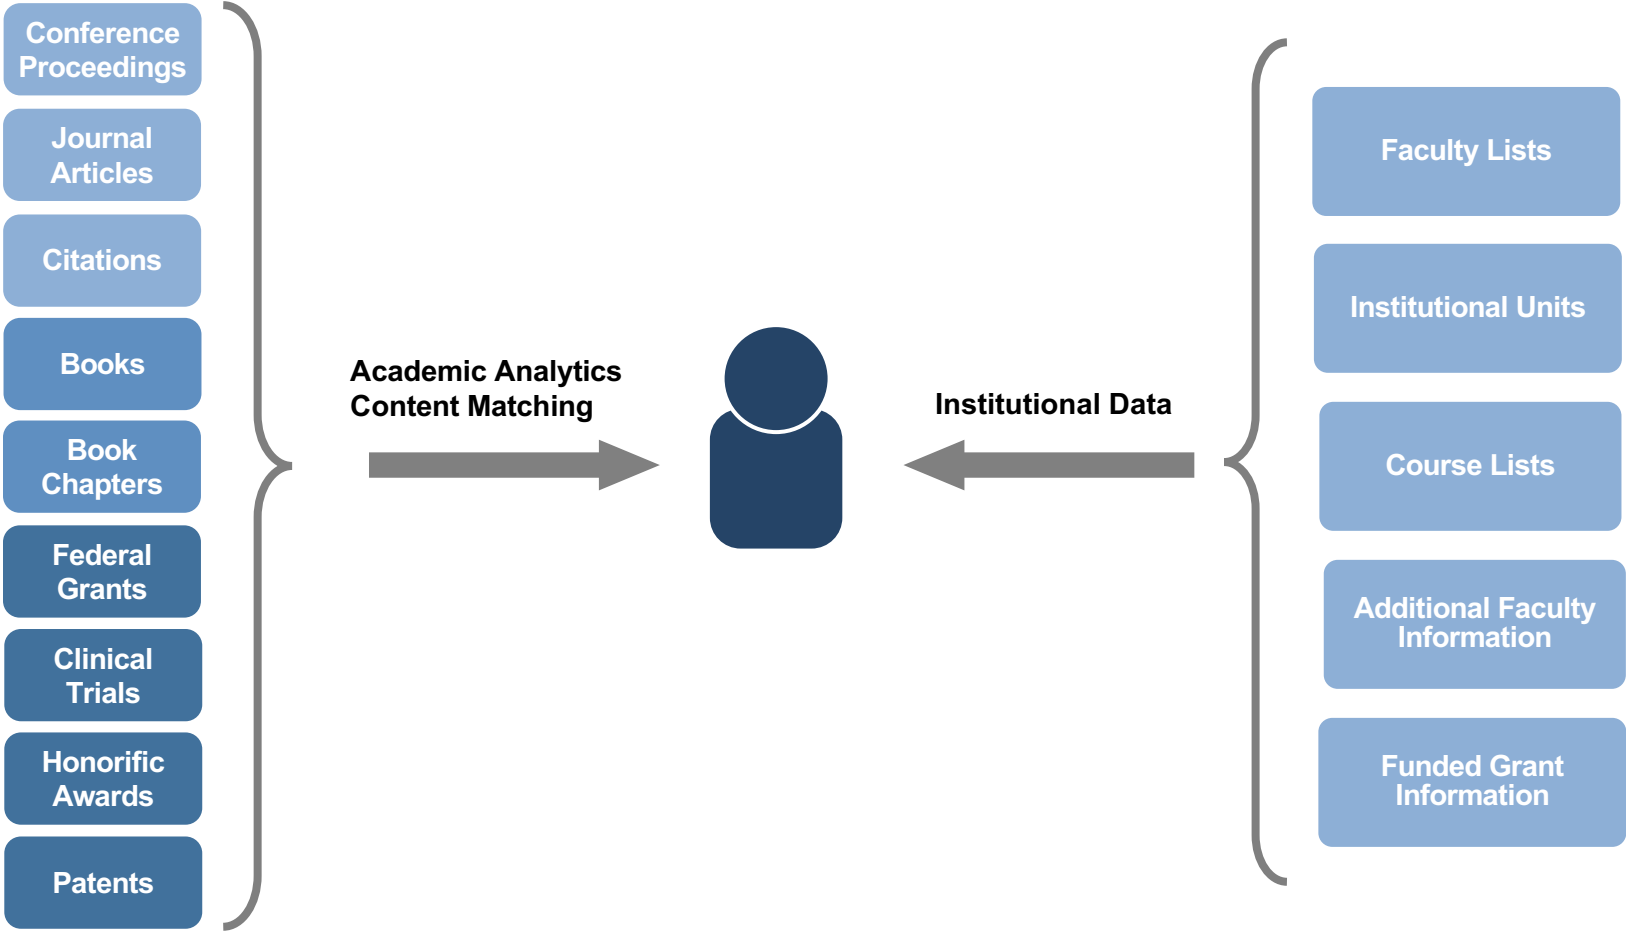 Conference
Proceedings
Journal
Articles
Citations
Books
Book
Chapters
Federal
Grants
Clinical
Trials
Honorific
Awards
Patents
Academic Analytics
Content Matching
Institutional Data
Faculty Lists
Institutional Units
Course Lists
Additional Faculty
Information
Funded Grant
Information